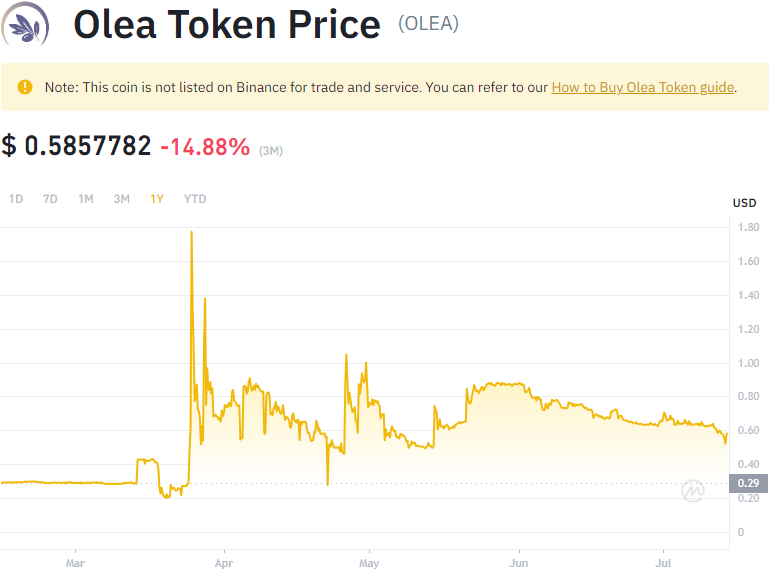 Olea Token Price (OLEA)
Note: This coin is not listed on Binance for trade and service. You can refer to our How to Buy Olea Token guide.
$ 0.5857782 -14.88% (3M)
1D 7D 1M 3M 1Y YTD
USD
1.80
1.60
1.40
1.20
1.00
0.80
0.60
0.40
0.29
0.20
0
Mar Apr May Jun Jul